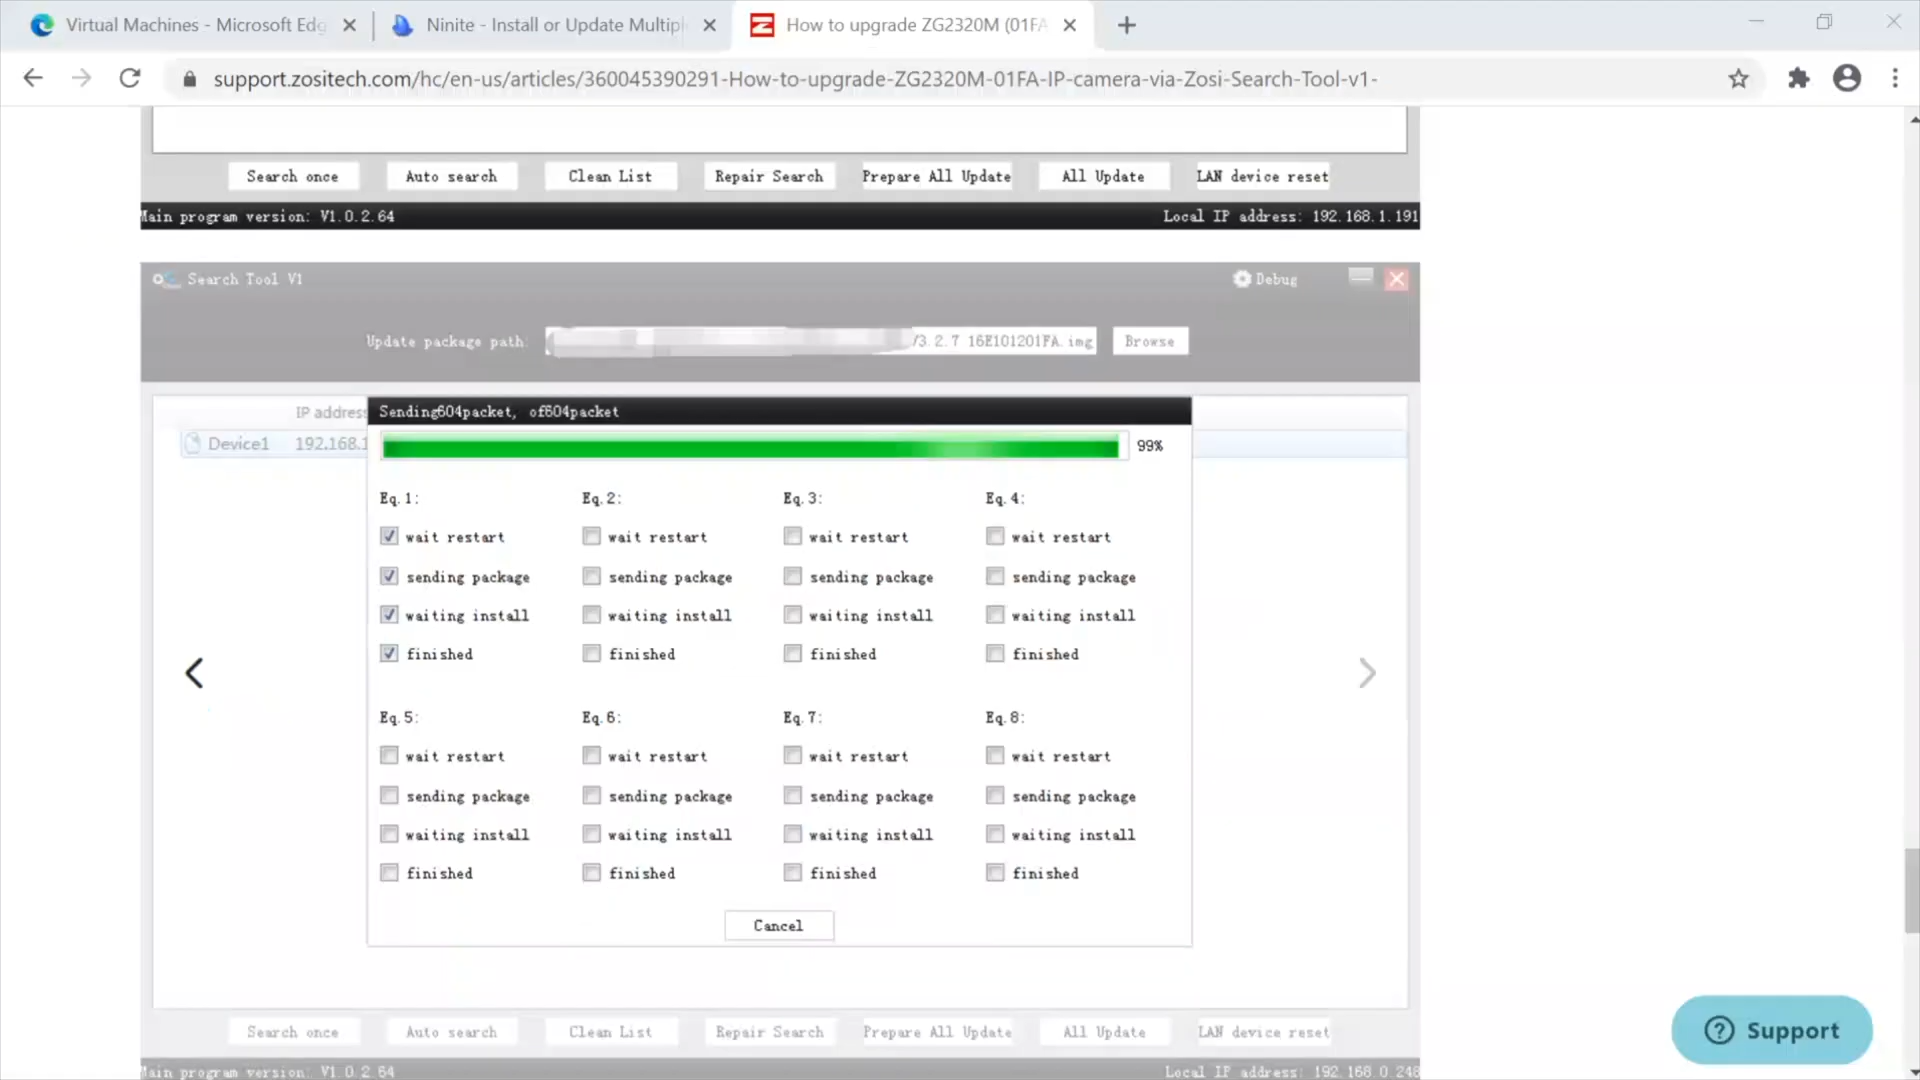 Virtual Machines - Microsoft Edg
Ninite - Install or Update Multipl
How to upgrade ZG2320M (01FA
support.zositech.com/hc/en-us/articles/360045390291-How-to-upgrade-ZG2320M-01FA-IP-camera-via-Zosi-Search-Tool-v1-
Search once Auto search Clean List Repair Search Prepare All Update All Update LAN device reset
Main program version: V1.0.2.64 Local IP address: 192.168.1.191
Search Tool V1 Debug
Update package path: V3.2.7 16E101201FA.img Browse
IP address
Sending604packet, of604packet
Device1 192.168.1
99%
Eq.1: Eq.2: Eq.3: Eq.4:
wait restart wait restart wait restart wait restart
sending package sending package sending package sending package
waiting install waiting install waiting install waiting install
finished finished finished finished
Eq.5: Eq.6: Eq.7: Eq.8:
wait restart wait restart wait restart wait restart
sending package sending package sending package sending package
waiting install waiting install waiting install waiting install
finished finished finished finished
Cancel
Search once Auto search Clean List Repair Search Prepare All Update All Update LAN device reset
Main program version: V1.0.2.64 Local IP address: 192.168.0.248
Support